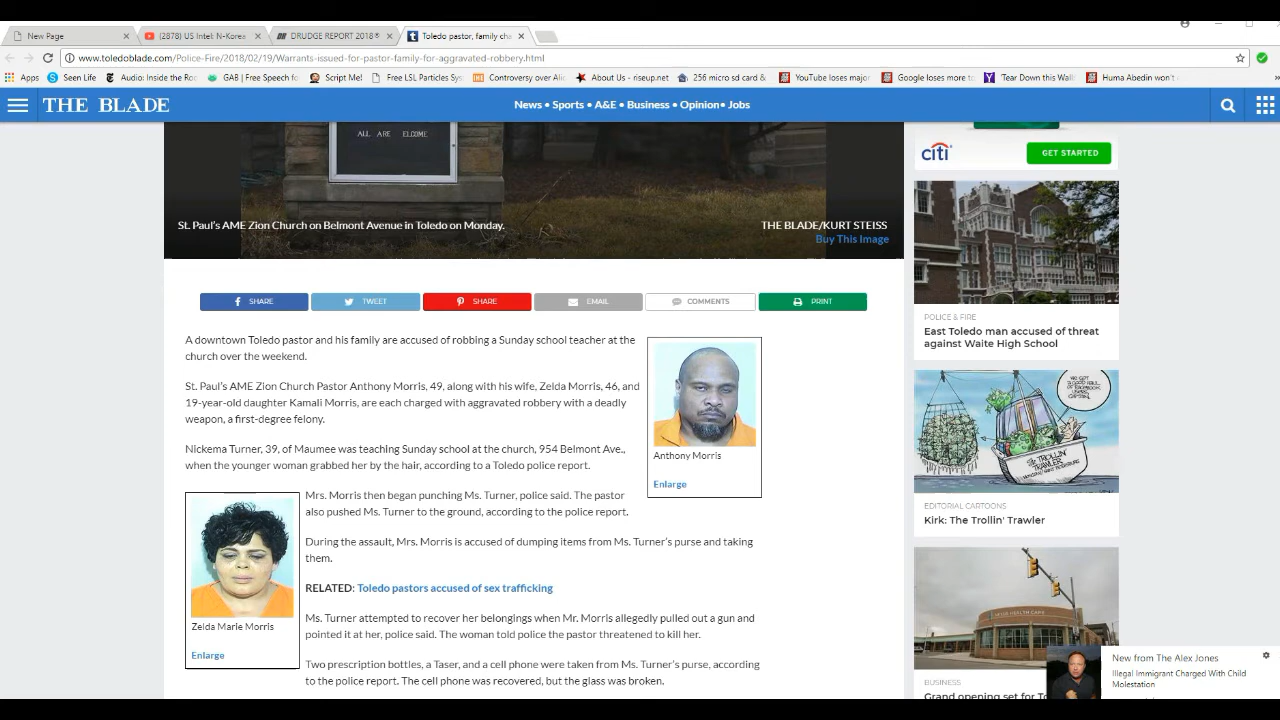 New Page
(2878) US Intel: N-Korea
DRUDGE REPORT 2018®
Toledo pastor, family cha
www.toledoblade.com/Police-Fire/2018/02/19/Warrants-issued-for-pastor-family-for-aggravated-robbery.html
Apps
Seen Life
Audio: Inside the Roo
GAB | Free Speech fo
Script Me!
Free LSL Particle Sys
Controversy over Ali
About Us - riseup.net
256 micro sd card &
YouTube loses major
Google loses more to
Tear Down this Wall
Huma Abedin won't
THE BLADE
News • Sports • A&E • Business • Opinion • Jobs
ALL ARE ELCOME
St. Paul's AME Zion Church on Belmont Avenue in Toledo on Monday.
THE BLADE/KURT STEISS
Buy This Image
SHARE
TWEET
SHARE
EMAIL
COMMENTS
PRINT
A downtown Toledo pastor and his family are accused of robbing a Sunday school teacher at the
church over the weekend.
St. Paul's AME Zion Church Pastor Anthony Morris, 49, along with his wife, Zelda Morris, 46, and
19-year-old daughter Kamali Morris, are each charged with aggravated robbery with a deadly
weapon, a first-degree felony.
Nickema Turner, 39, of Maumee was teaching Sunday school at the church, 954 Belmont Ave.,
when the younger woman grabbed her by the hair, according to a Toledo police report.
Anthony Morris
Enlarge
Mrs. Morris then began punching Ms. Turner, police said. The pastor
also pushed Ms. Turner to the ground, according to the police report.
During the assault, Mrs. Morris is accused of dumping items from Ms. Turner's purse and taking
them.
RELATED: Toledo pastors accused of sex trafficking
Ms. Turner attempted to recover her belongings when Mr. Morris allegedly pulled out a gun and
pointed it at her, police said. The woman told police the pastor threatened to kill her.
Two prescription bottles, a Taser, and a cell phone were taken from Ms. Turner's purse, according
to the police report. The cell phone was recovered, but the glass was broken.
Zelda Marie Morris
Enlarge
citi
GET STARTED
POLICE & FIRE
East Toledo man accused of threat
against Waite High School
EDITORIAL CARTOONS
Kirk: The Trollin' Trawler
BUSINESS
Grand opening set for To
New from The Alex Jones
Illegal Immigrant Charged With Child
Molestation